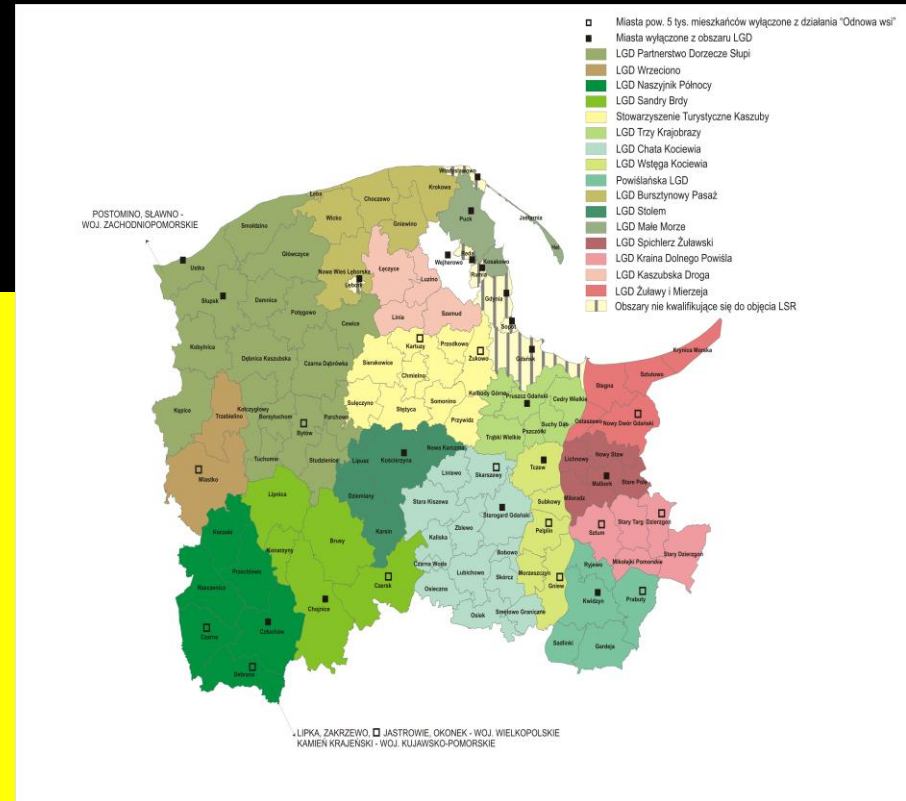 Miasta pow. 5 tys. mieszkańców wyłączone z działania "Odnowa wsi"
Miasta wyłączone z obszaru LGD
LGD Partnerstwo Dorzecze Słupi
LGD Wrzeciono
LGD Naszyjnik Północy
LGD Sandry Brdy
Stowarzyszenie Turystyczne Kaszuby
LGD Trzy Krajobrazy
LGD Chata Kociewia
LGD Wstęga Kociewia
Powiślańska LGD
LGD Bursztynowy Pasaż
LGD Stolem
LGD Małe Morze
LGD Spichlerz Żuławski
LGD Kraina Dolnego Powiśla
LGD Kaszubska Droga
LGD Żuławy i Mierzeja
Obszary nie kwalifikujące się do objęcia LSR
POSTOMINO, SŁAWNO -
WOJ. ZACHODNIOPOMORSKIE
Władysławowo
Krokowa
Łeba
Choczewo
Wicko
Gniewino
Puck
Jastarnia
Hel
Smołdzino
Główczyce
Wejherowo
Reda
Kosakowo
Rumia
Ustka
Nowa Wieś Lęborska
Lębork
Łęczyce
Luzino
Gdynia
Słupsk
Damnica
Potęgowo
Cewice
Linia
Szemud
Sopot
Kobylnica
Dębnica Kaszubska
Czarna Dąbrówka
Sierakowice
Kartuzy
Przodkowo
Żukowo
Gdańsk
Krynica Morska
Chmielno
Sztutowo
Stegna
Kępice
Trzebielino
Kołczygłowy
Borzytuchom
Parchowo
Bytów
Sulęczyno
Stężyca
Somonino
Przywidz
Kolbudy Górne
Pruszcz Gdański
Cedry Wielkie
Suchy Dąb
Pszczółki
Trąbki Wielkie
Ostaszewo
Nowy Dwór Gdański
Miastko
Tuchomie
Studzienice
Lipusz
Kościerzyna
Nowa Karczma
Liniewo
Skarszewy
Tczew
Lichnowy
Nowy Staw
Malbork
Stare Pole
Miłoradz
Lipnica
Dziemiany
Karsin
Stara Kiszewa
Starogard Gdański
Subkowy
Zblewo
Kaliska
Pelplin
Sztum
Stary Targ
Dzierzgoń
Stary Dzierzgoń
Mikołajki Pomorskie
Koczała
Konarzyny
Brusy
Czarna Woda
Lubichowo
Bobowo
Morzeszczyn
Ryjewo
Przechlewo
Rzeczenica
Czersk
Osieczna
Skórcz
Gniew
Kwidzyn
Prabuty
Czarne
Człuchów
Chojnice
Osiek
Smętowo Graniczne
Sadlinki
Gardeja
Debrzno
LIPKA, ZAKRZEWO, JASTROWIE, OKONEK - WOJ. WIELKOPOLSKIE
KAMIEŃ KRAJEŃSKI - WOJ. KUJAWSKO-POMORSKIE